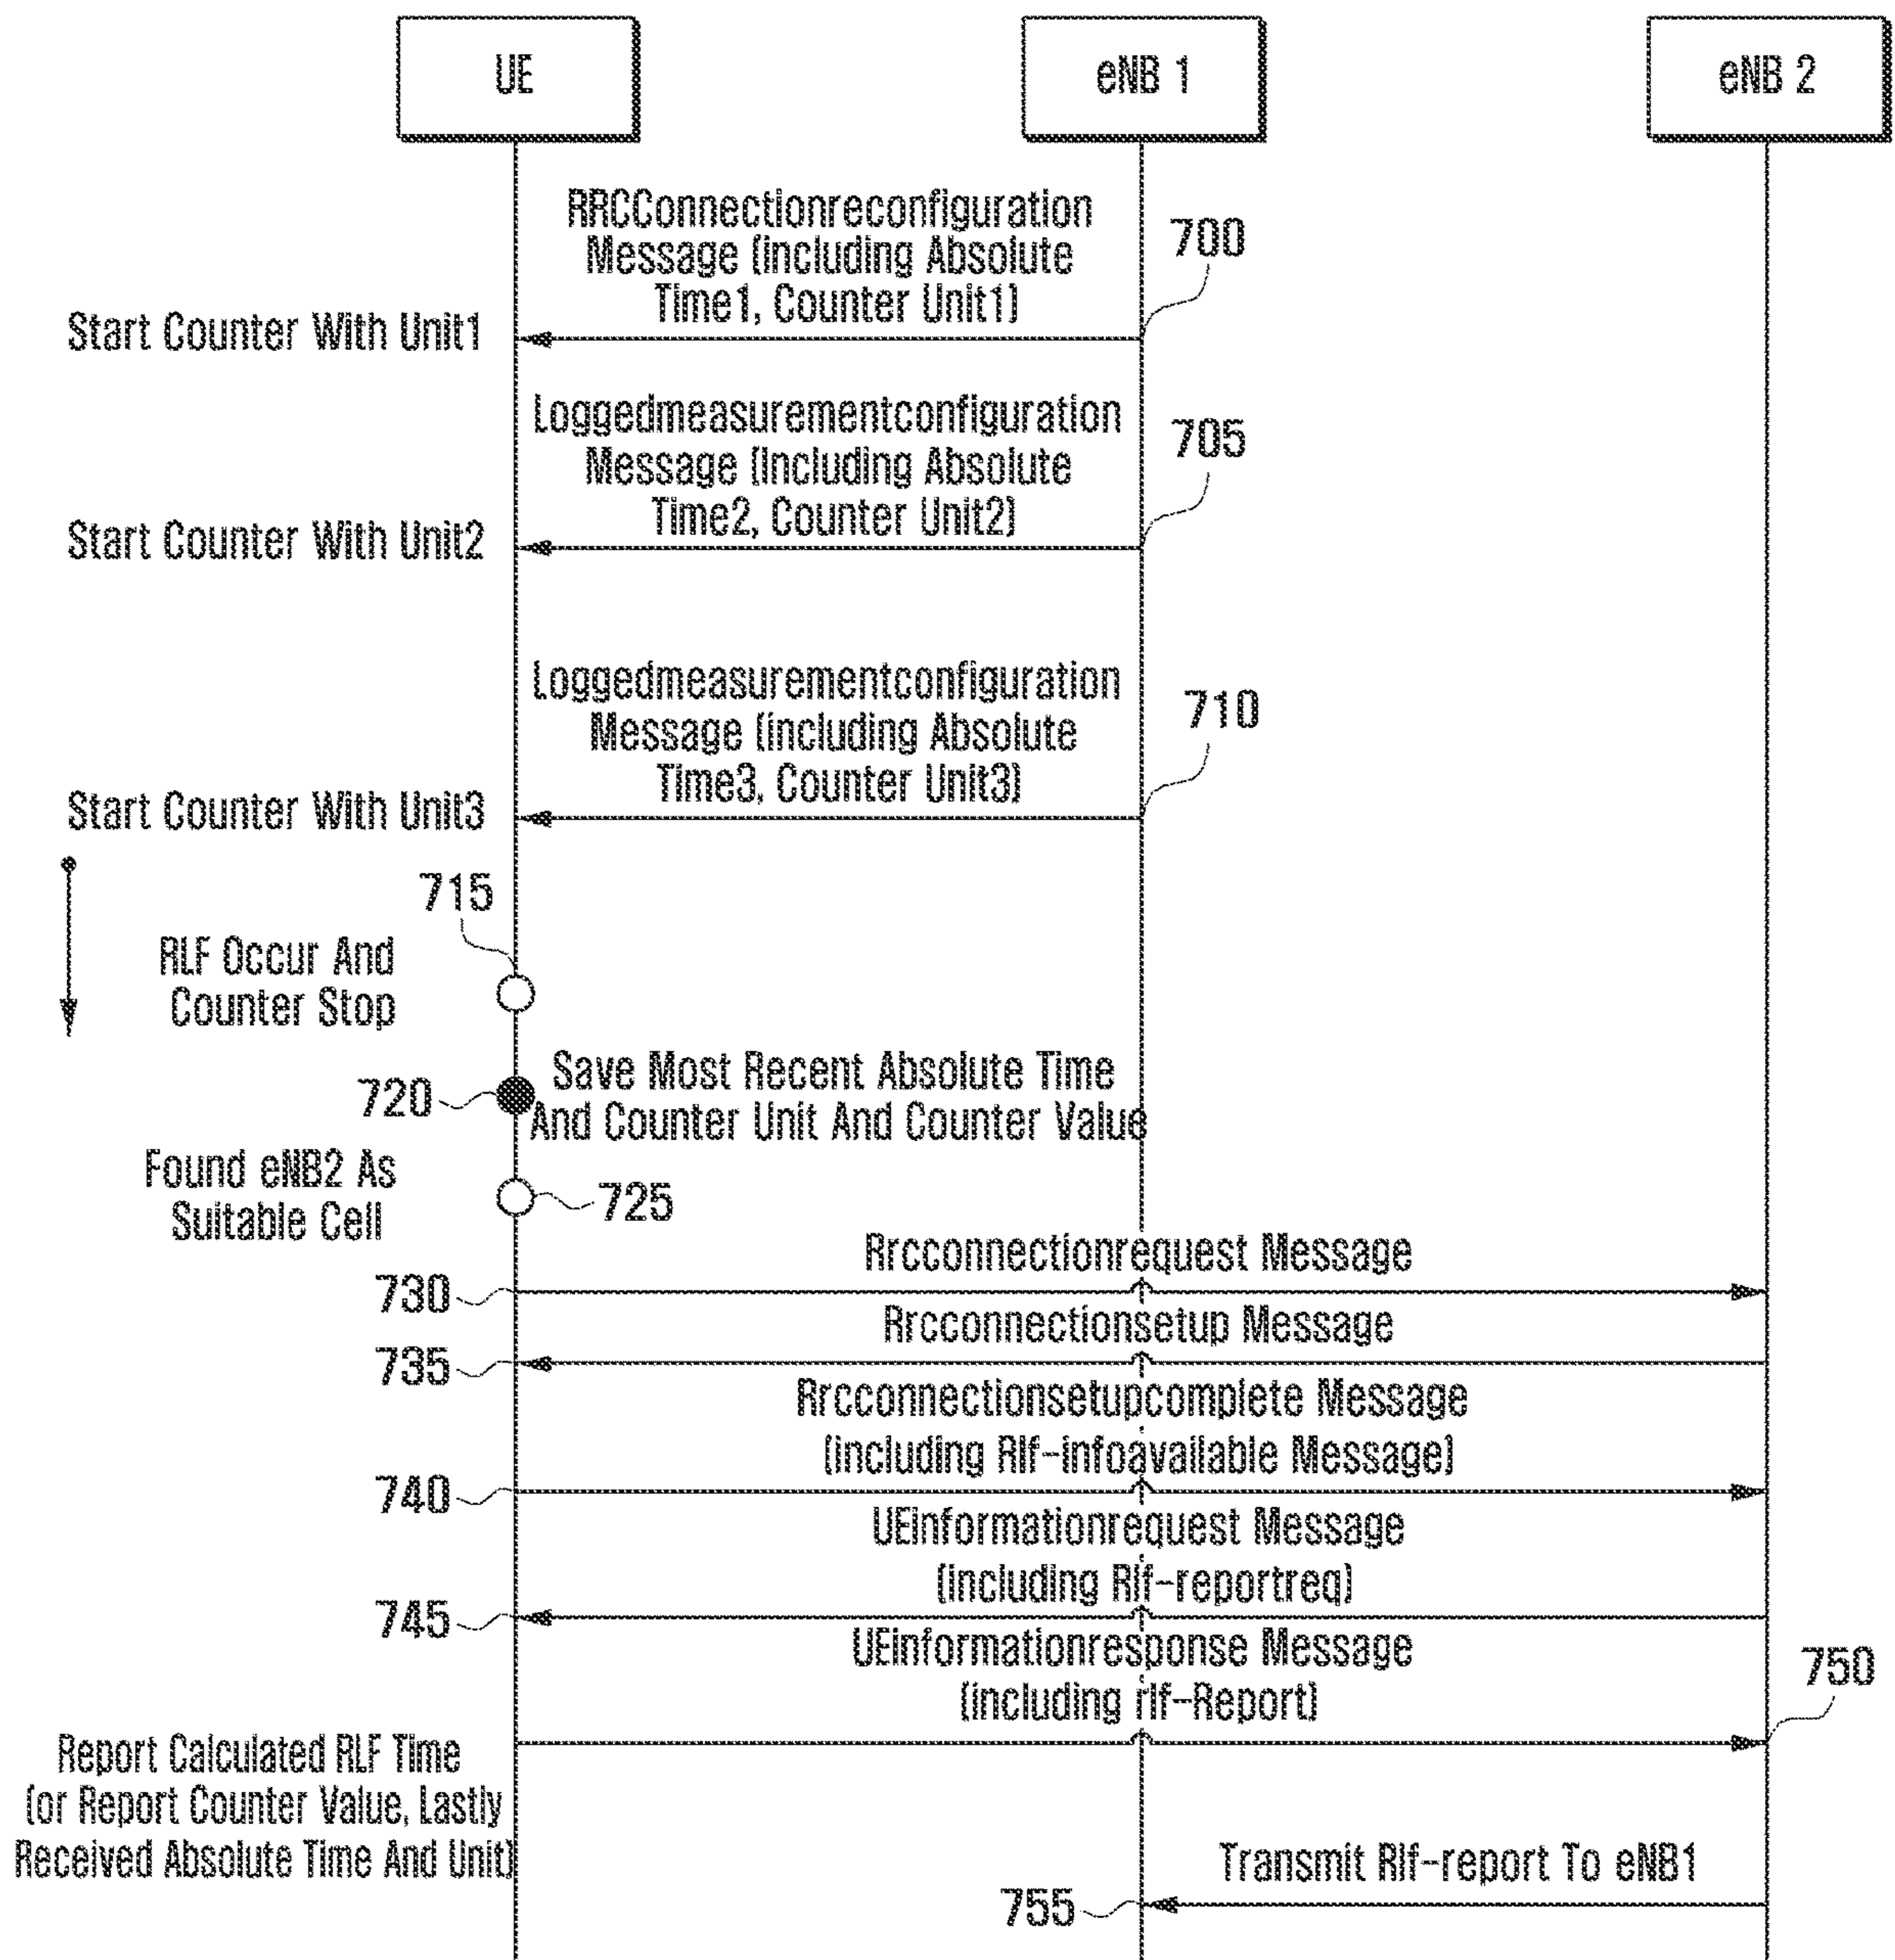 UE
eNB 1
eNB 2
RRCConnectionreconfiguration
Message (including Absolute
Time1, Counter Unit1)
700
Start Counter With Unit1
Loggedmeasurementconfiguration
Message (Including Absolute
Time2, Counter Unit2)
705
Start Counter With Unit2
Loggedmeasurementconfiguration
Message (including Absolute
Time3, Counter Unit3)
710
Start Counter With Unit3
715
RLF Occur And
Counter Stop
720
Save Most Recent Absolute Time
And Counter Unit And Counter Value
Found eNB2 As
Suitable Cell
725
Rrcconnectionrequest Message
730
Rrcconnectionsetup Message
735
Rrcconnectionsetupcomplete Message
(including Rlf-infoavailable Message)
740
UEinformationrequest Message
(including Rlf-reportreq)
745
UEinformationresponse Message
(including rlf-Report)
750
Report Calculated RLF Time
(or Report Counter Value, Lastly
Received Absolute Time And Unit)
Transmit Rlf-report To eNB1
755